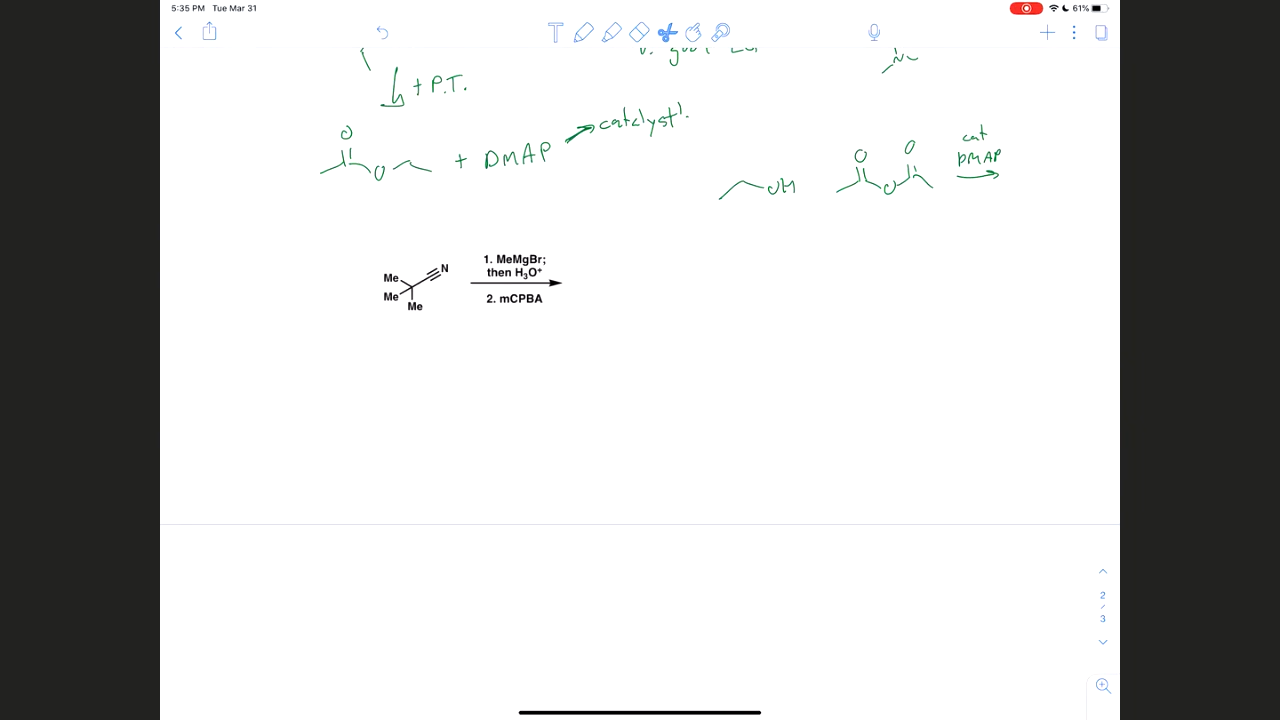 5:35 PM Tue Mar 31
61%
+ P.T.
O
O
+ DMAP
catalyst!
OH
O
O
O
cat
DMAP
Me
Me
Me
N
1. MeMgBr;
then H₃O⁺
2. mCPBA
2
/
3